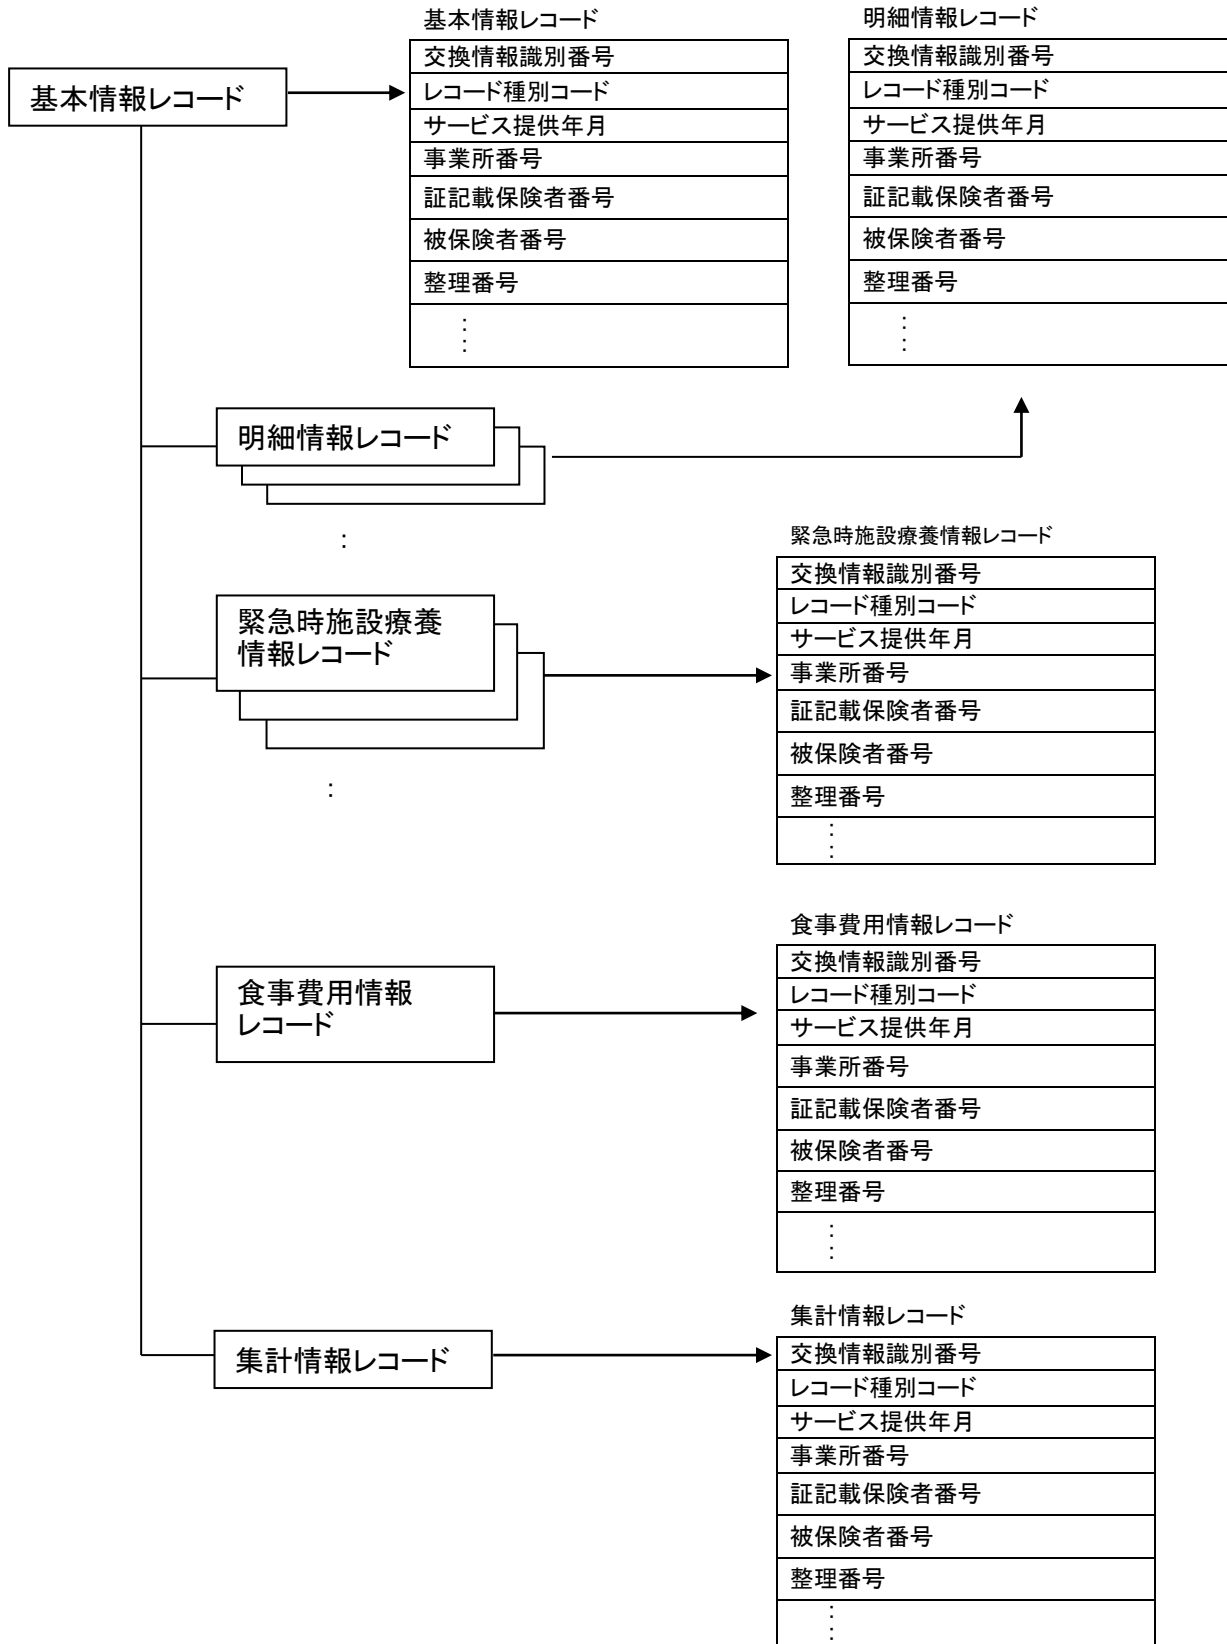 基本情報レコード
基本情報レコード
交換情報識別番号
レコード種別コード
サービス提供年月
事業所番号
証記載保険者番号
被保険者番号
整理番号
:
:
明細情報レコード
交換情報識別番号
レコード種別コード
サービス提供年月
事業所番号
証記載保険者番号
被保険者番号
整理番号
:
:
明細情報レコード
:
緊急時施設療養
情報レコード
:
緊急時施設療養情報レコード
交換情報識別番号
レコード種別コード
サービス提供年月
事業所番号
証記載保険者番号
被保険者番号
整理番号
:
:
食事費用情報
レコード
食事費用情報レコード
交換情報識別番号
レコード種別コード
サービス提供年月
事業所番号
証記載保険者番号
被保険者番号
整理番号
:
:
集計情報レコード
集計情報レコード
交換情報識別番号
レコード種別コード
サービス提供年月
事業所番号
証記載保険者番号
被保険者番号
整理番号
:
: